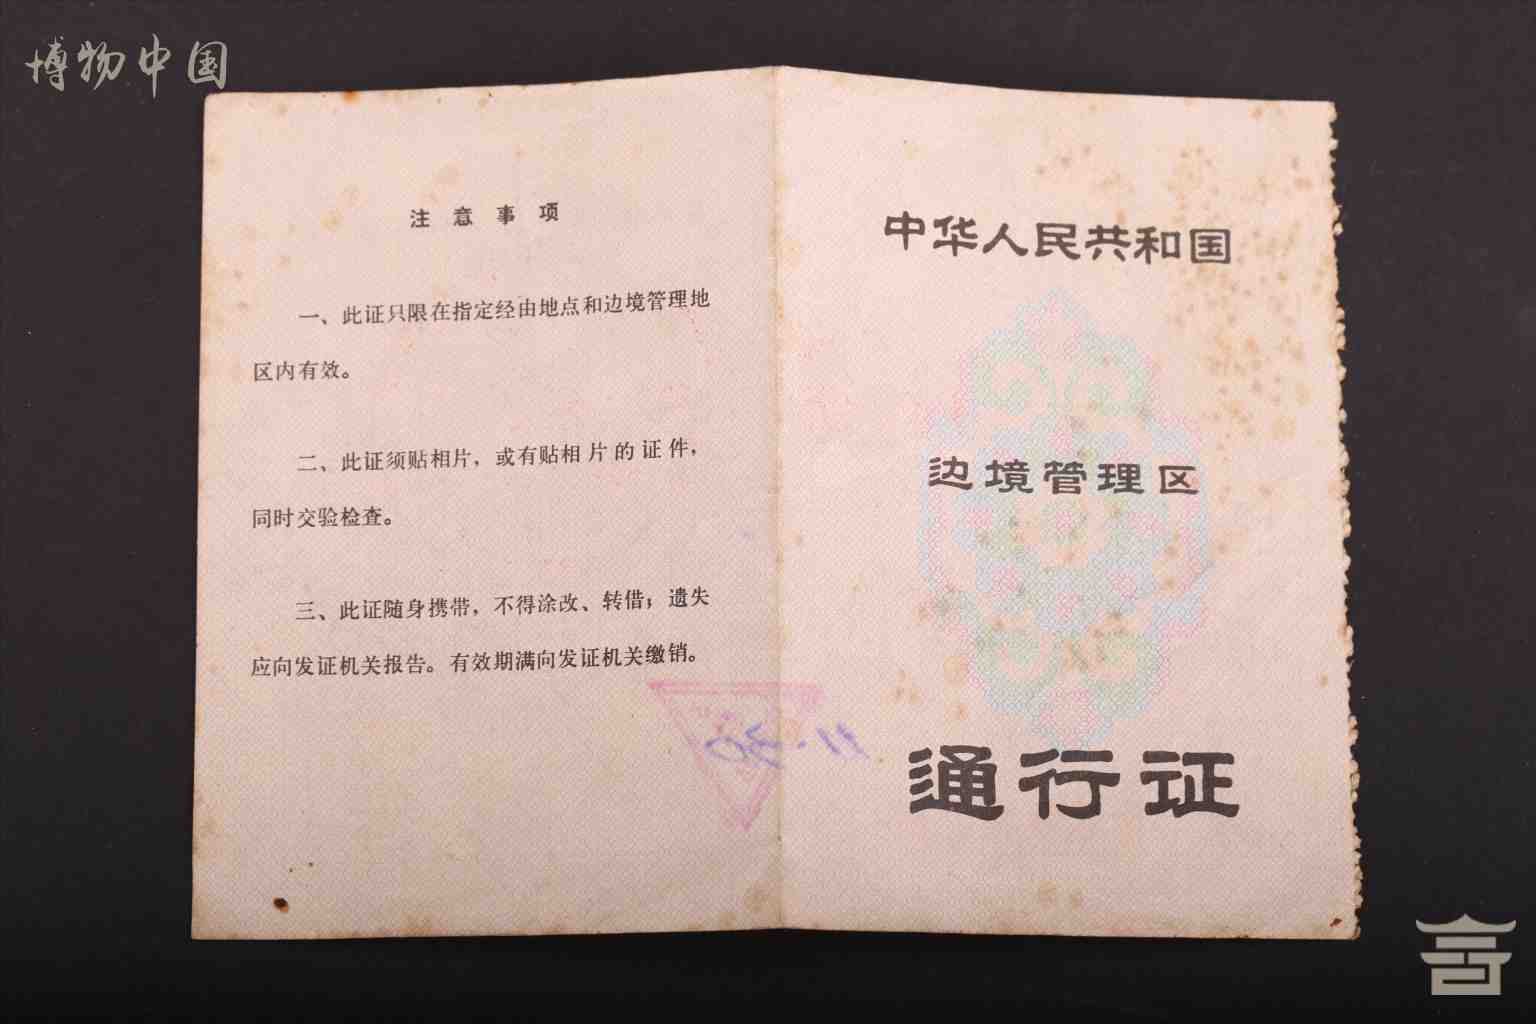 博物中国
注意事项
一、此证只限在指定经由地点和边境管理地
区内有效。
二、此证须贴相片，或有贴相片的证件，
同时交验检查。
三、此证随身携带，不得涂改、转借；遗失
应向发证机关报告。有效期满向发证机关缴销。
中华人民共和国
边境管理区
通行证